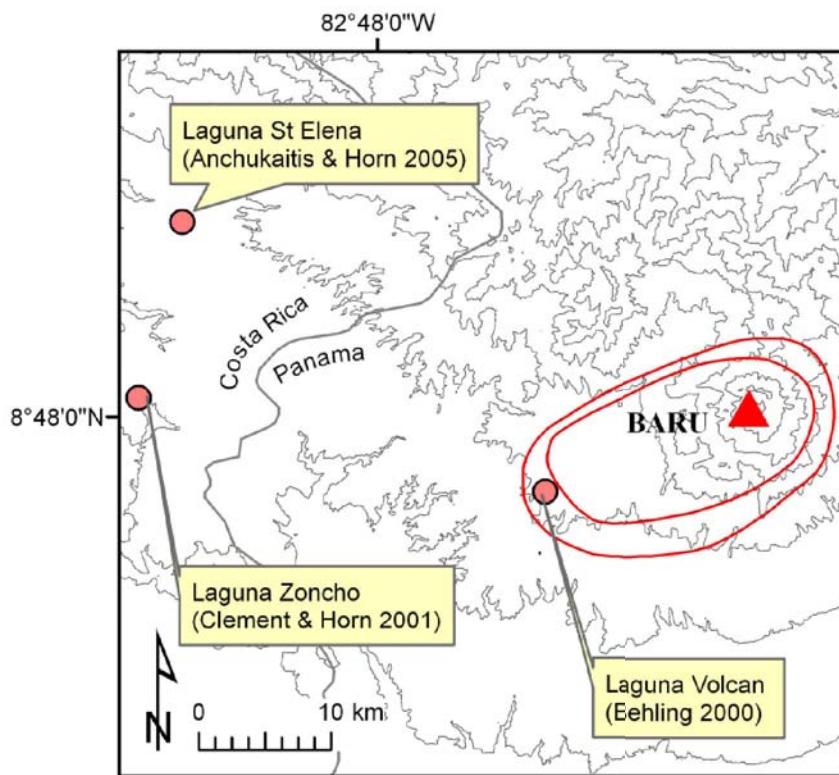 82°48'0"W
Laguna St Elena
(Anchukaitis & Horn 2005)
Costa Rica
Panama
8°48'0"N
BARU
Laguna Zoncho
(Clement & Horn 2001)
Laguna Volcan
(Behling 2000)
N
0 10 km